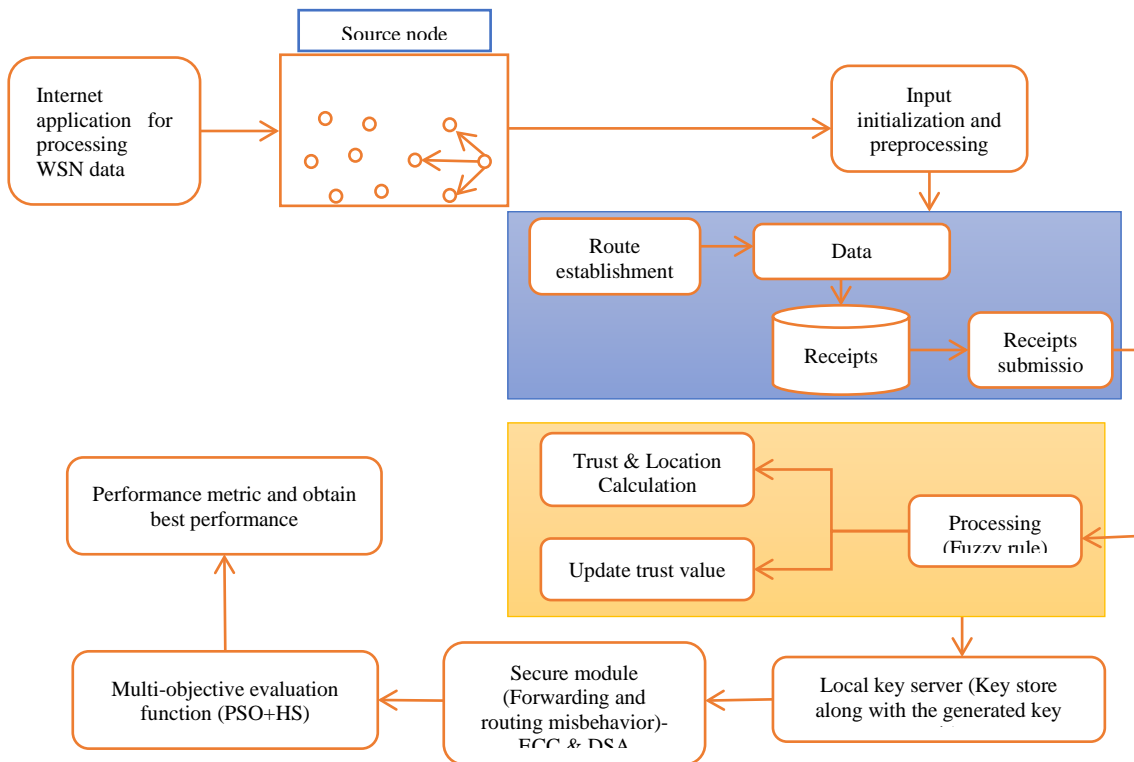 Source node
Internet
application for
processing
WSN data
Input
initialization and
preprocessing
Route
establishment
Data
Receipts
Receipts
submissio
Trust & Location
Calculation
Processing
(Fuzzy rule)
Update trust value
Performance metric and obtain
best performance
Multi-objective evaluation
function (PSO+HS)
Secure module
(Forwarding and
routing misbehavior)-
ECC & DSA
Local key server (Key store
along with the generated key